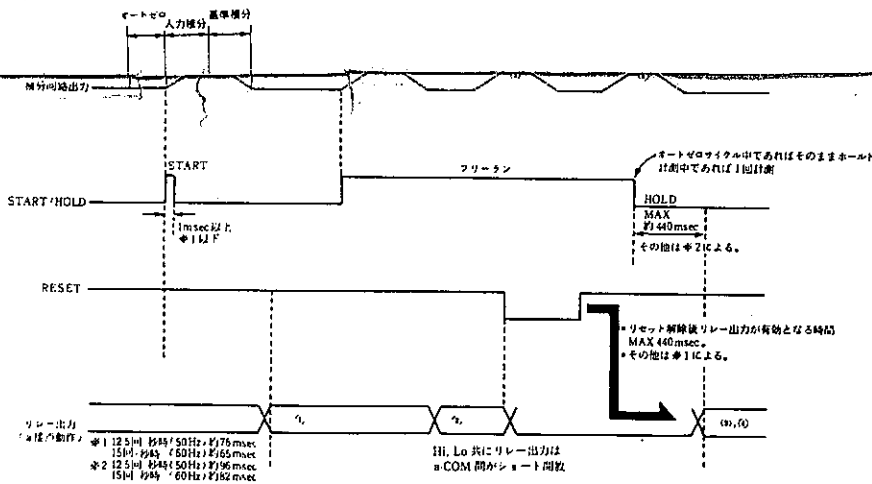 オートゼロ
入力積分
基準積分
積分回路出力
START
フリーラン
オートゼロサイクル中であればそのままホールド
計測中であれば1回計測
START/HOLD
HOLD
MAX
約440msec
1msec以上
※1以下
その他は※2による。
RESET
• リセット解除後リレー出力が有効となる時間
MAX 440msec。
• その他は※1による。
リレー出力
※1 12.5回/秒時(50Hz)約76msec
15回/秒時(60Hz)約65msec
※2 12.5回/秒時(50Hz)約96msec
15回/秒時(60Hz)約82msec
Hi, Lo 共にリレー出力は
a-COM 間がショート開放